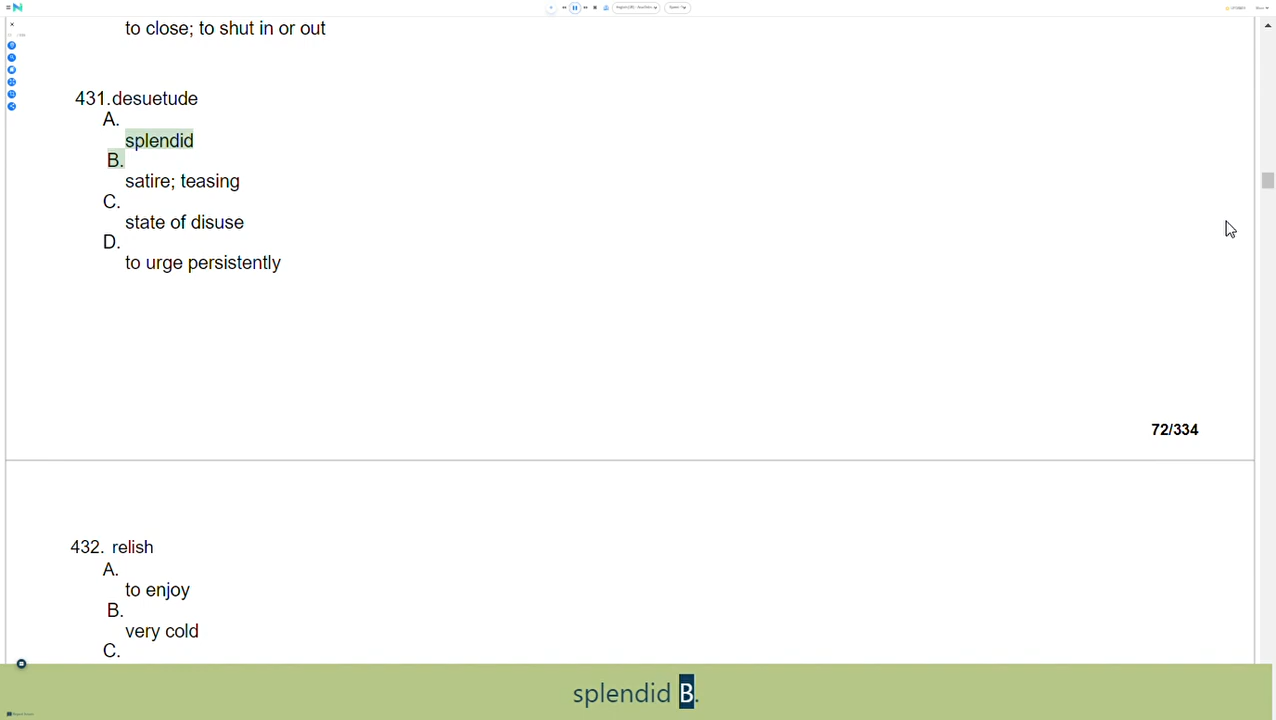 to close; to shut in or out
431. desuetude
A.
splendid
B.
satire; teasing
C.
state of disuse
D.
to urge persistently
72/334
432. relish
A.
to enjoy
B.
very cold
C.
splendid B.